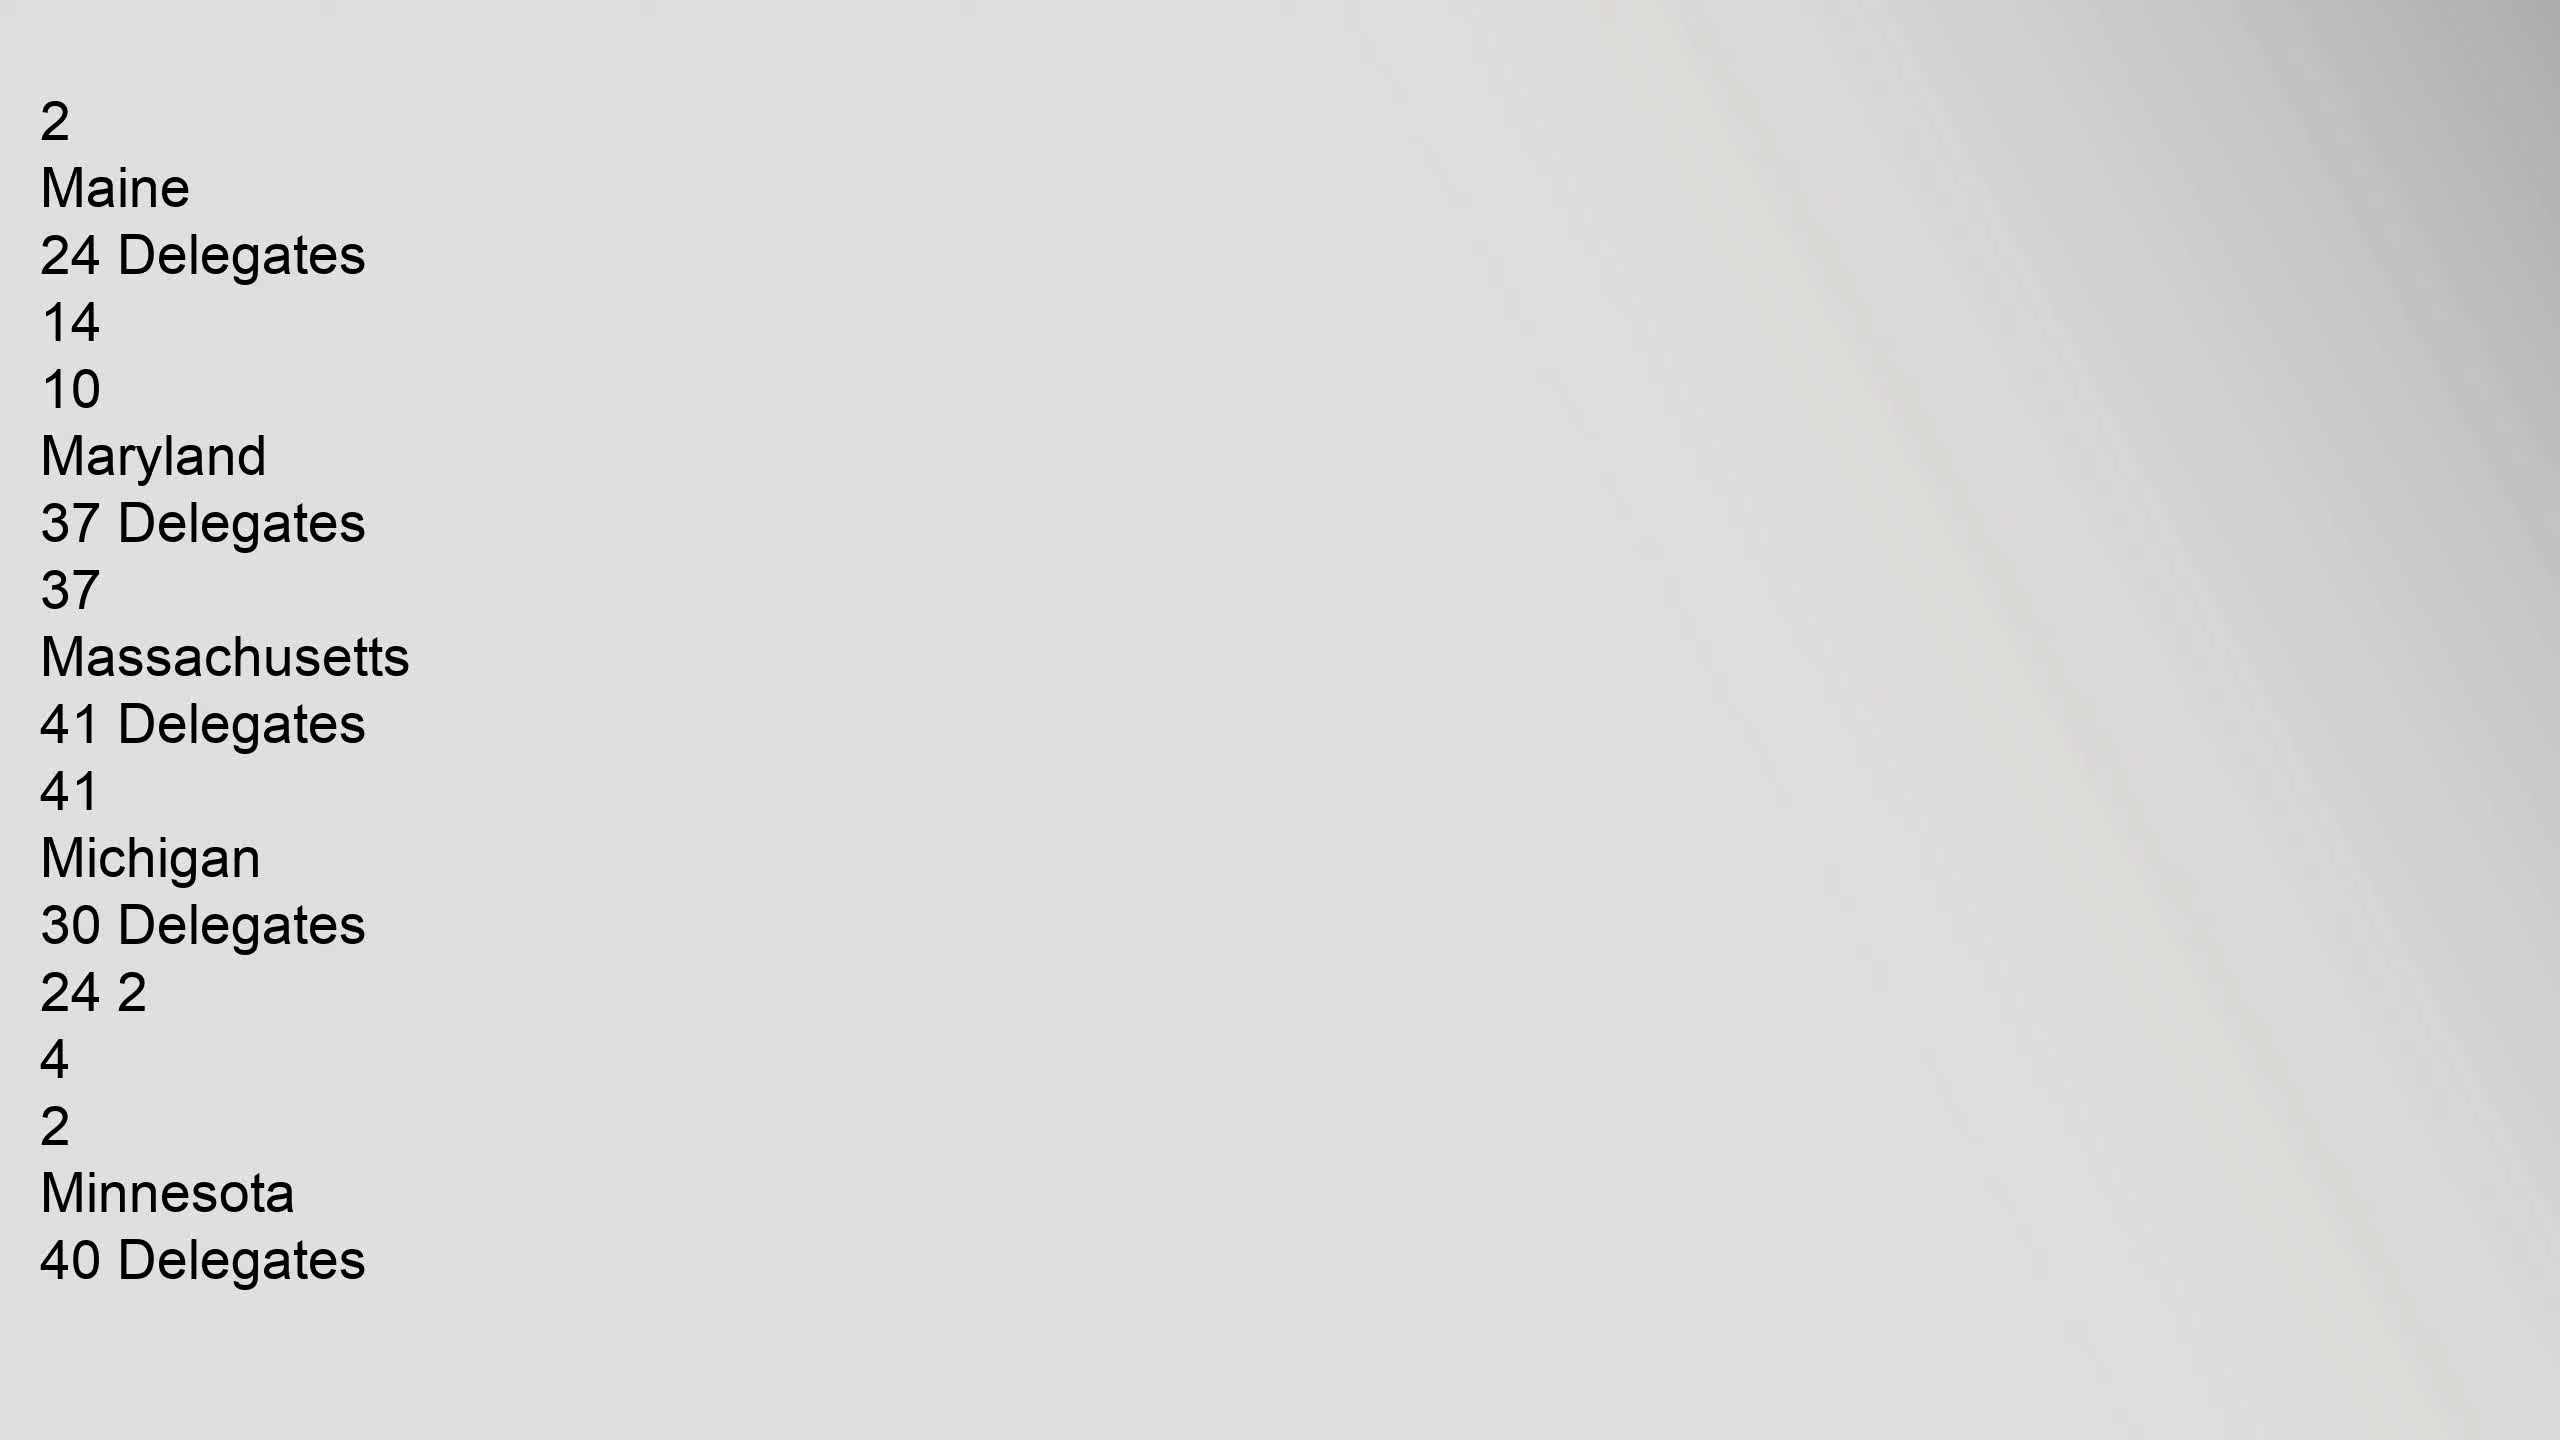 2
Maine
24 Delegates
14
10
Maryland
37 Delegates
37
Massachusetts
41 Delegates
41
Michigan
30 Delegates
24 2
4
2
Minnesota
40 Delegates